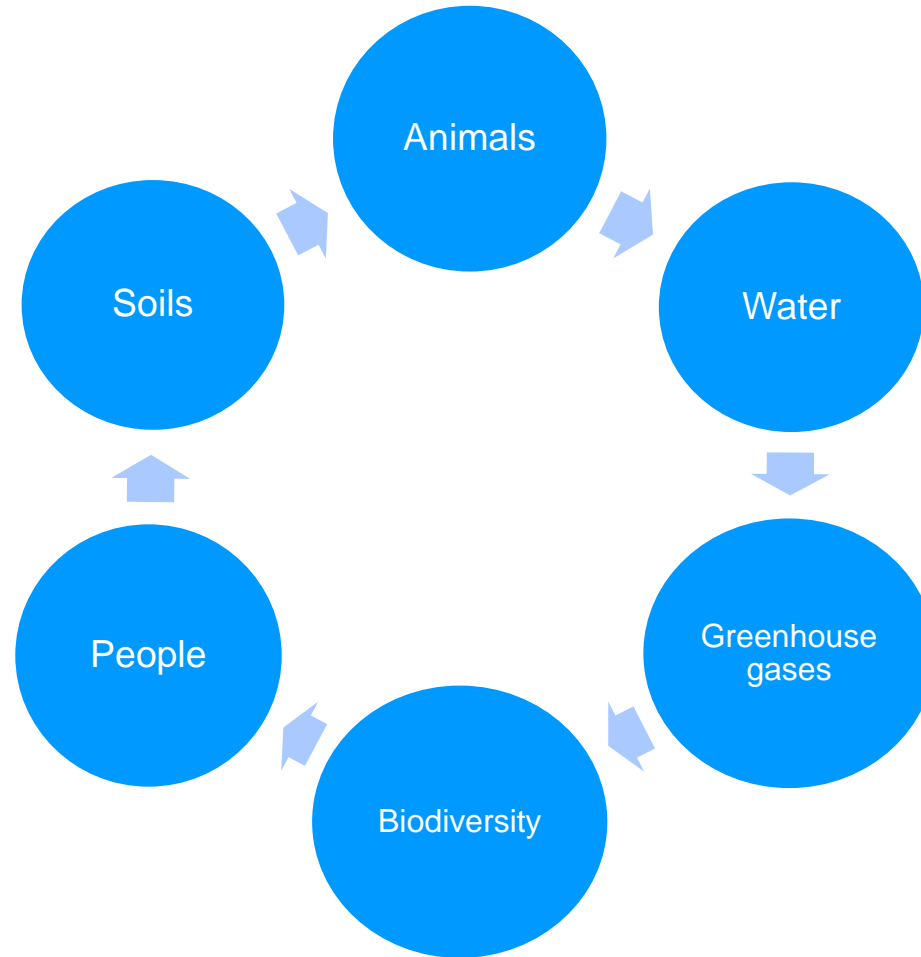 Animals
Water
Greenhouse
gases
Biodiversity
People
Soils